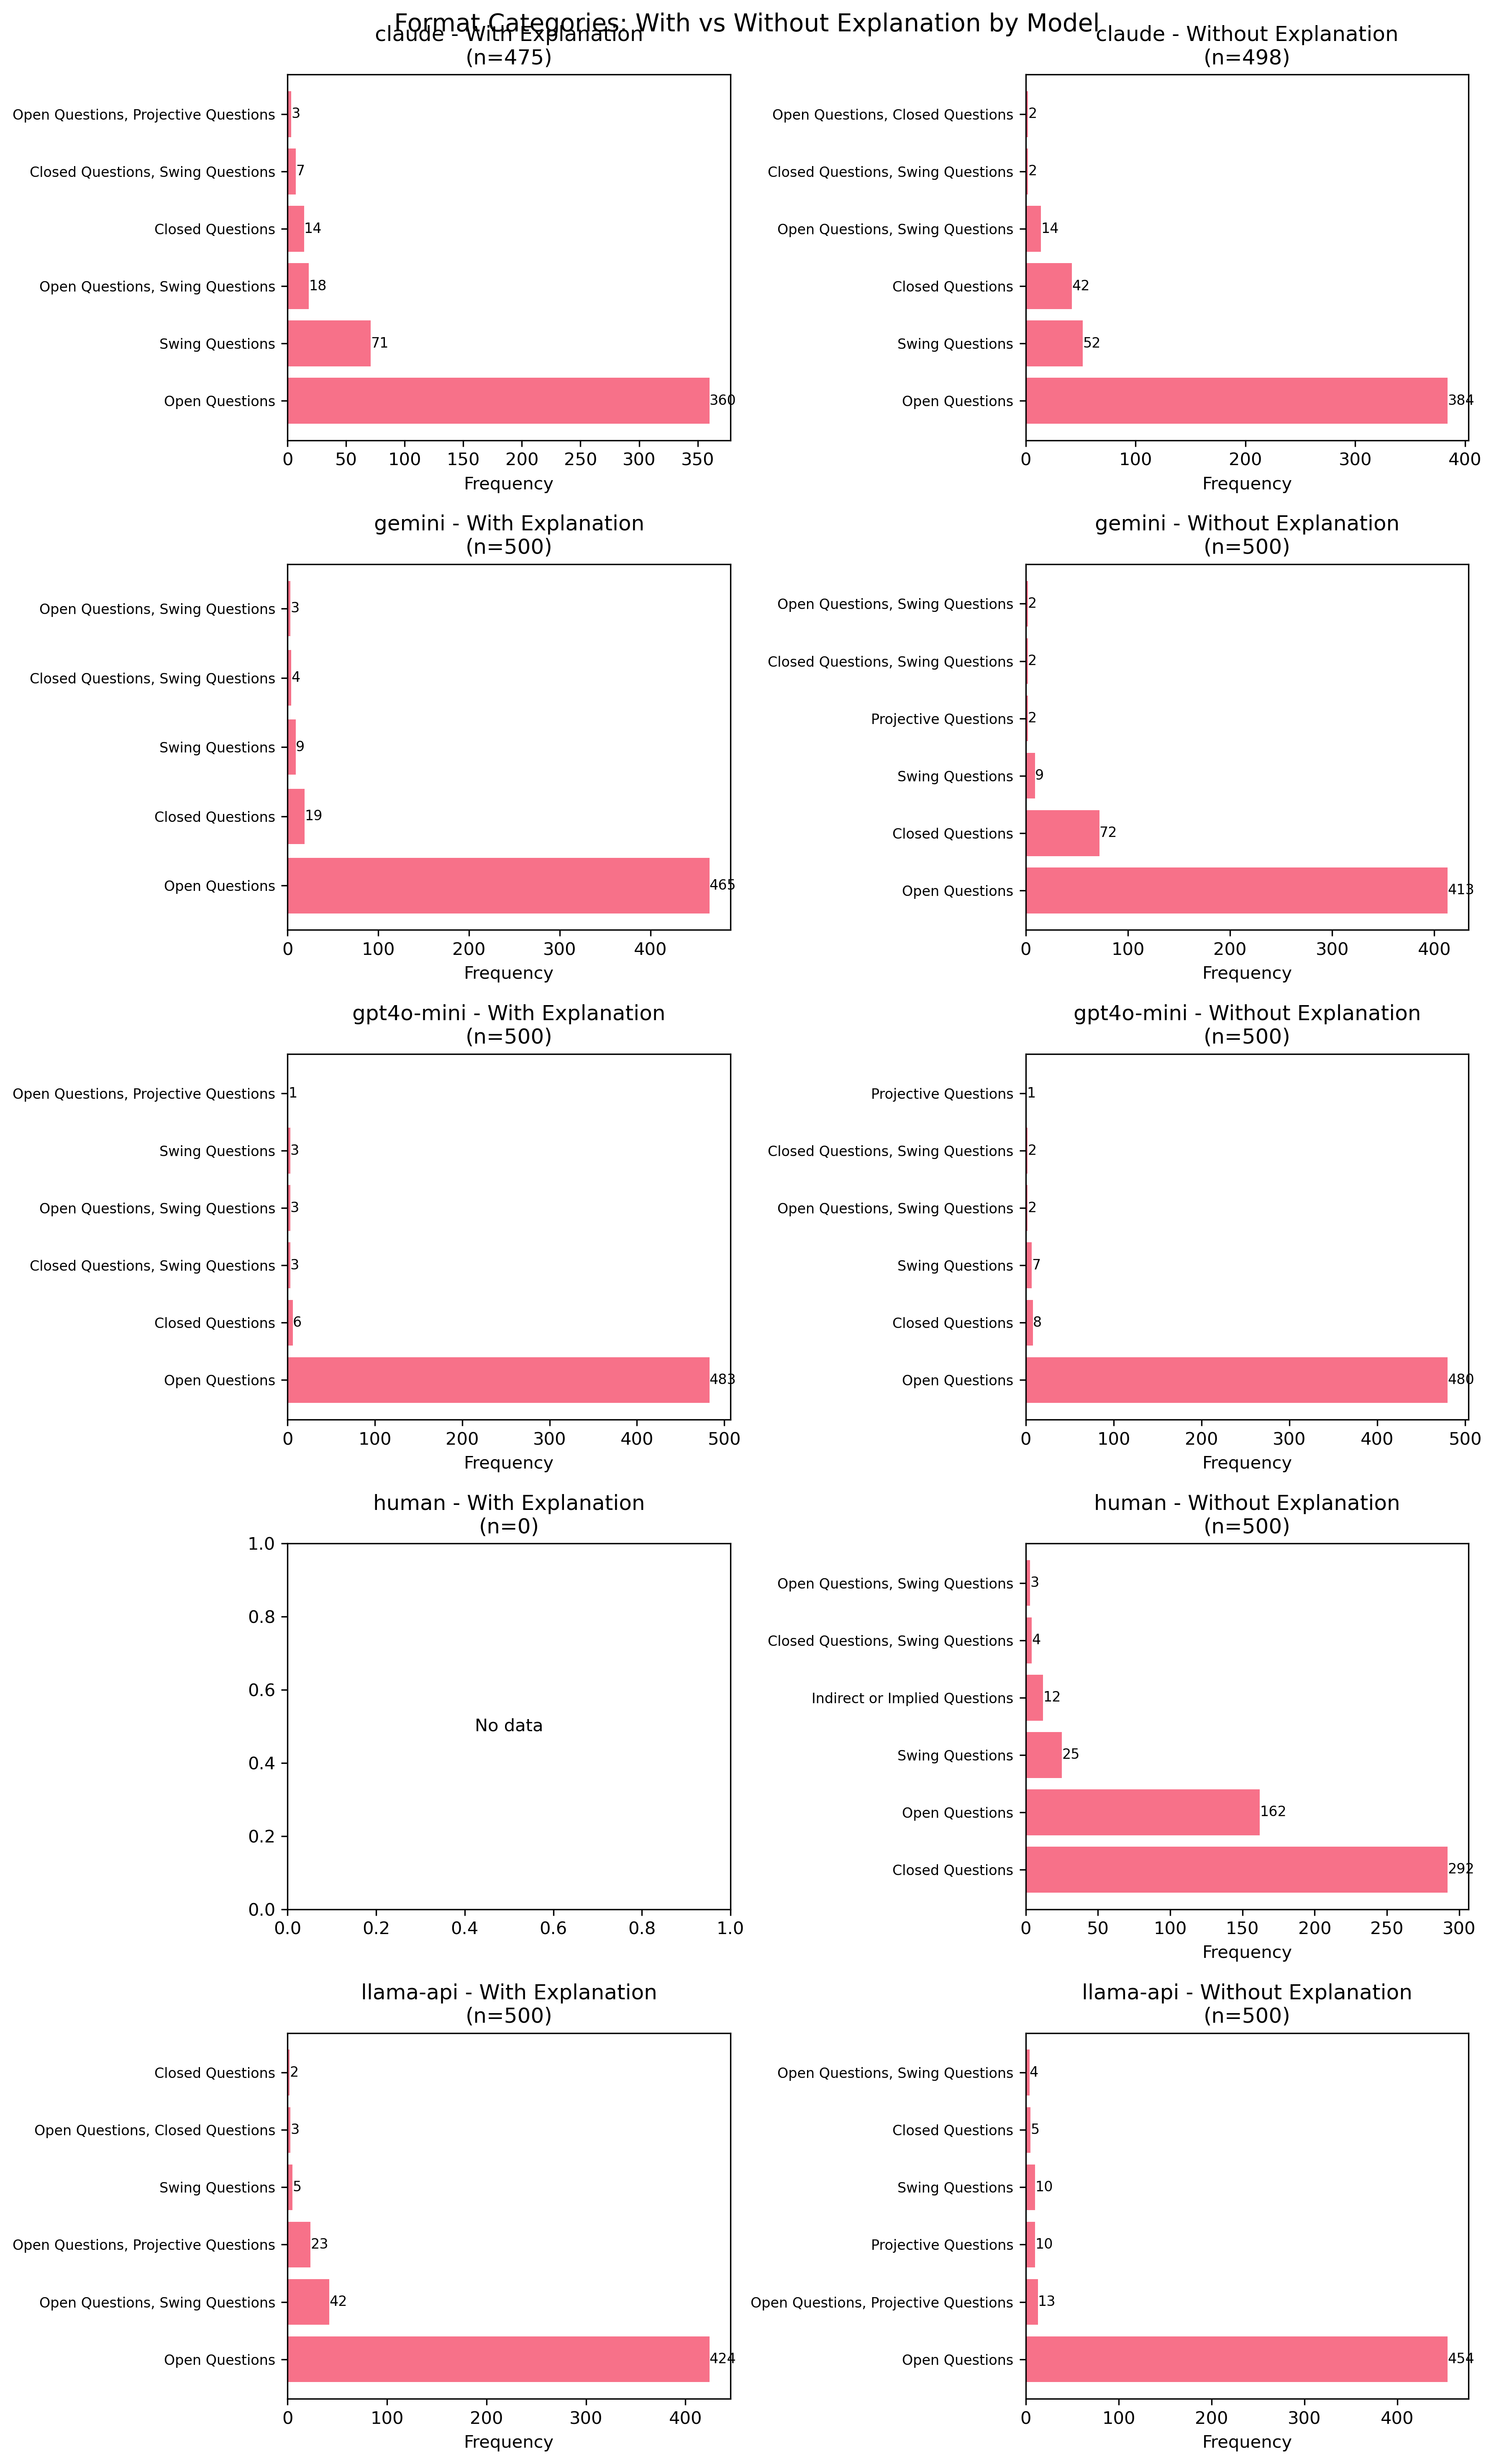 Format Categories: With vs Without Explanation by Model
claude - With Explanation
(n=475)
Open Questions, Projective Questions
3
Closed Questions, Swing Questions
7
Closed Questions
14
Open Questions, Swing Questions
18
Swing Questions
71
Open Questions
360
0 50 100 150 200 250 300 350
Frequency
claude - Without Explanation
(n=498)
Open Questions, Closed Questions
2
Closed Questions, Swing Questions
2
Open Questions, Swing Questions
14
Closed Questions
42
Swing Questions
52
Open Questions
384
0 100 200 300 400
Frequency
gemini - With Explanation
(n=500)
Open Questions, Swing Questions
3
Closed Questions, Swing Questions
4
Swing Questions
9
Closed Questions
19
Open Questions
465
0 100 200 300 400
Frequency
gemini - Without Explanation
(n=500)
Open Questions, Swing Questions
2
Closed Questions, Swing Questions
2
Projective Questions
2
Swing Questions
9
Closed Questions
72
Open Questions
413
0 100 200 300 400
Frequency
gpt4o-mini - With Explanation
(n=500)
Open Questions, Projective Questions
1
Swing Questions
3
Open Questions, Swing Questions
3
Closed Questions, Swing Questions
3
Closed Questions
6
Open Questions
483
0 100 200 300 400 500
Frequency
gpt4o-mini - Without Explanation
(n=500)
Projective Questions
1
Closed Questions, Swing Questions
2
Open Questions, Swing Questions
2
Swing Questions
7
Closed Questions
8
Open Questions
480
0 100 200 300 400 500
Frequency
human - With Explanation
(n=0)
1.0
0.8
0.6
No data
0.4
0.2
0.0
0.0 0.2 0.4 0.6 0.8 1.0
human - Without Explanation
(n=500)
Open Questions, Swing Questions
3
Closed Questions, Swing Questions
4
Indirect or Implied Questions
12
Swing Questions
25
Open Questions
162
Closed Questions
292
0 50 100 150 200 250 300
Frequency
llama-api - With Explanation
(n=500)
Closed Questions
2
Open Questions, Closed Questions
3
Swing Questions
5
Open Questions, Projective Questions
23
Open Questions, Swing Questions
42
Open Questions
424
0 100 200 300 400
Frequency
llama-api - Without Explanation
(n=500)
Open Questions, Swing Questions
4
Closed Questions
5
Swing Questions
10
Projective Questions
10
Open Questions, Projective Questions
13
Open Questions
454
0 100 200 300 400
Frequency